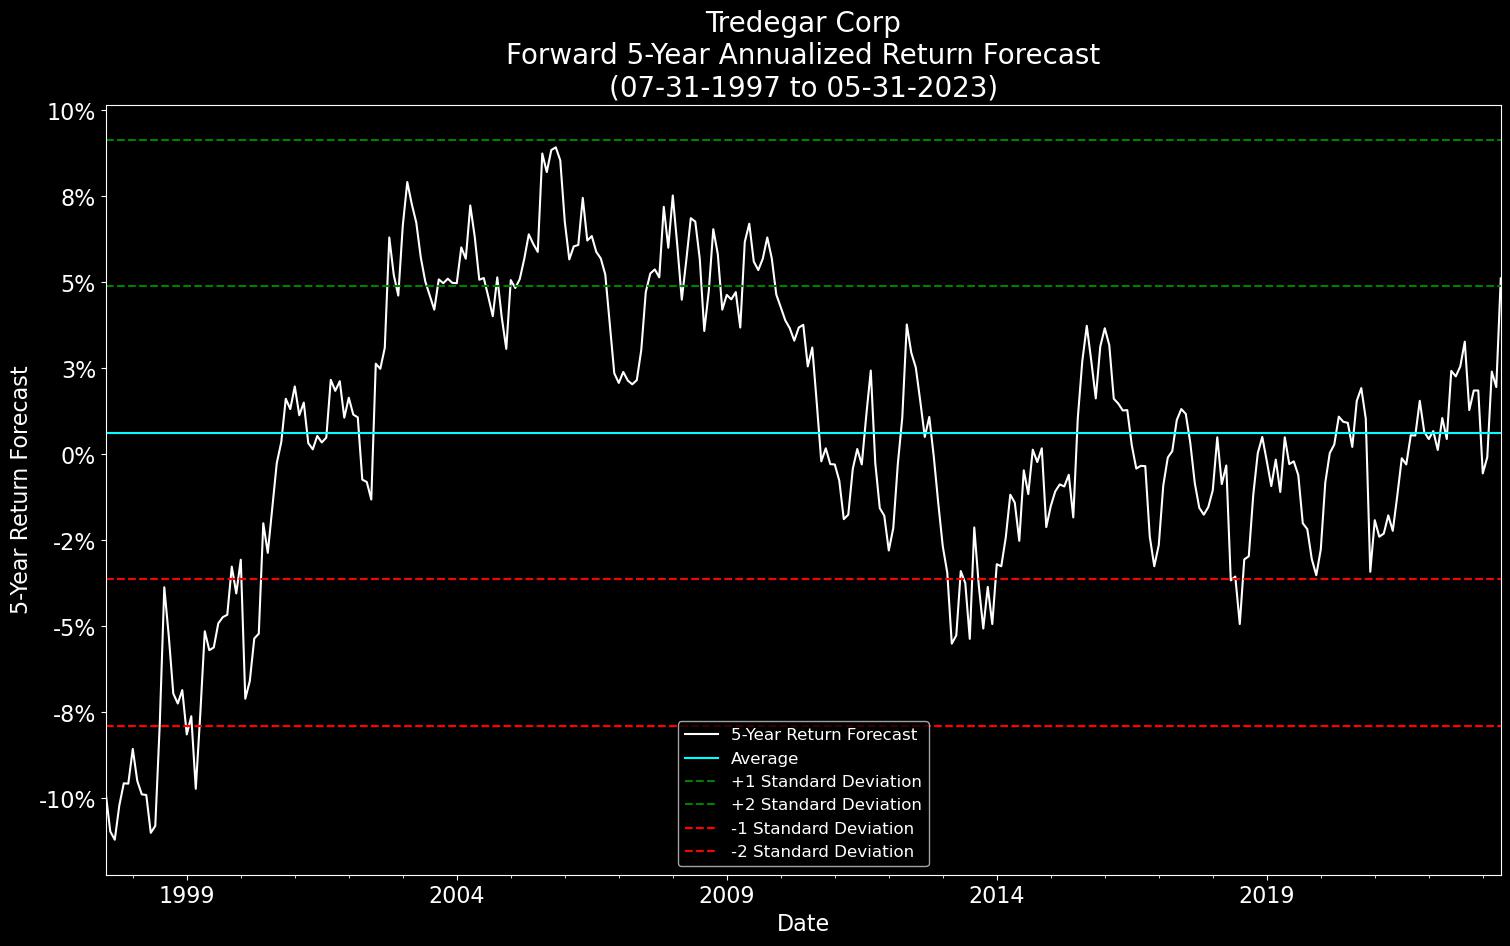 Tredegar Corp
Forward 5-Year Annualized Return Forecast
(07-31-1997 to 05-31-2023)
5-Year Return Forecast
10%
8%
5%
3%
0%
-2%
-5%
-8%
-10%
5-Year Return Forecast
Average
+1 Standard Deviation
+2 Standard Deviation
-1 Standard Deviation
-2 Standard Deviation
1999
2004
2009
2014
2019
Date